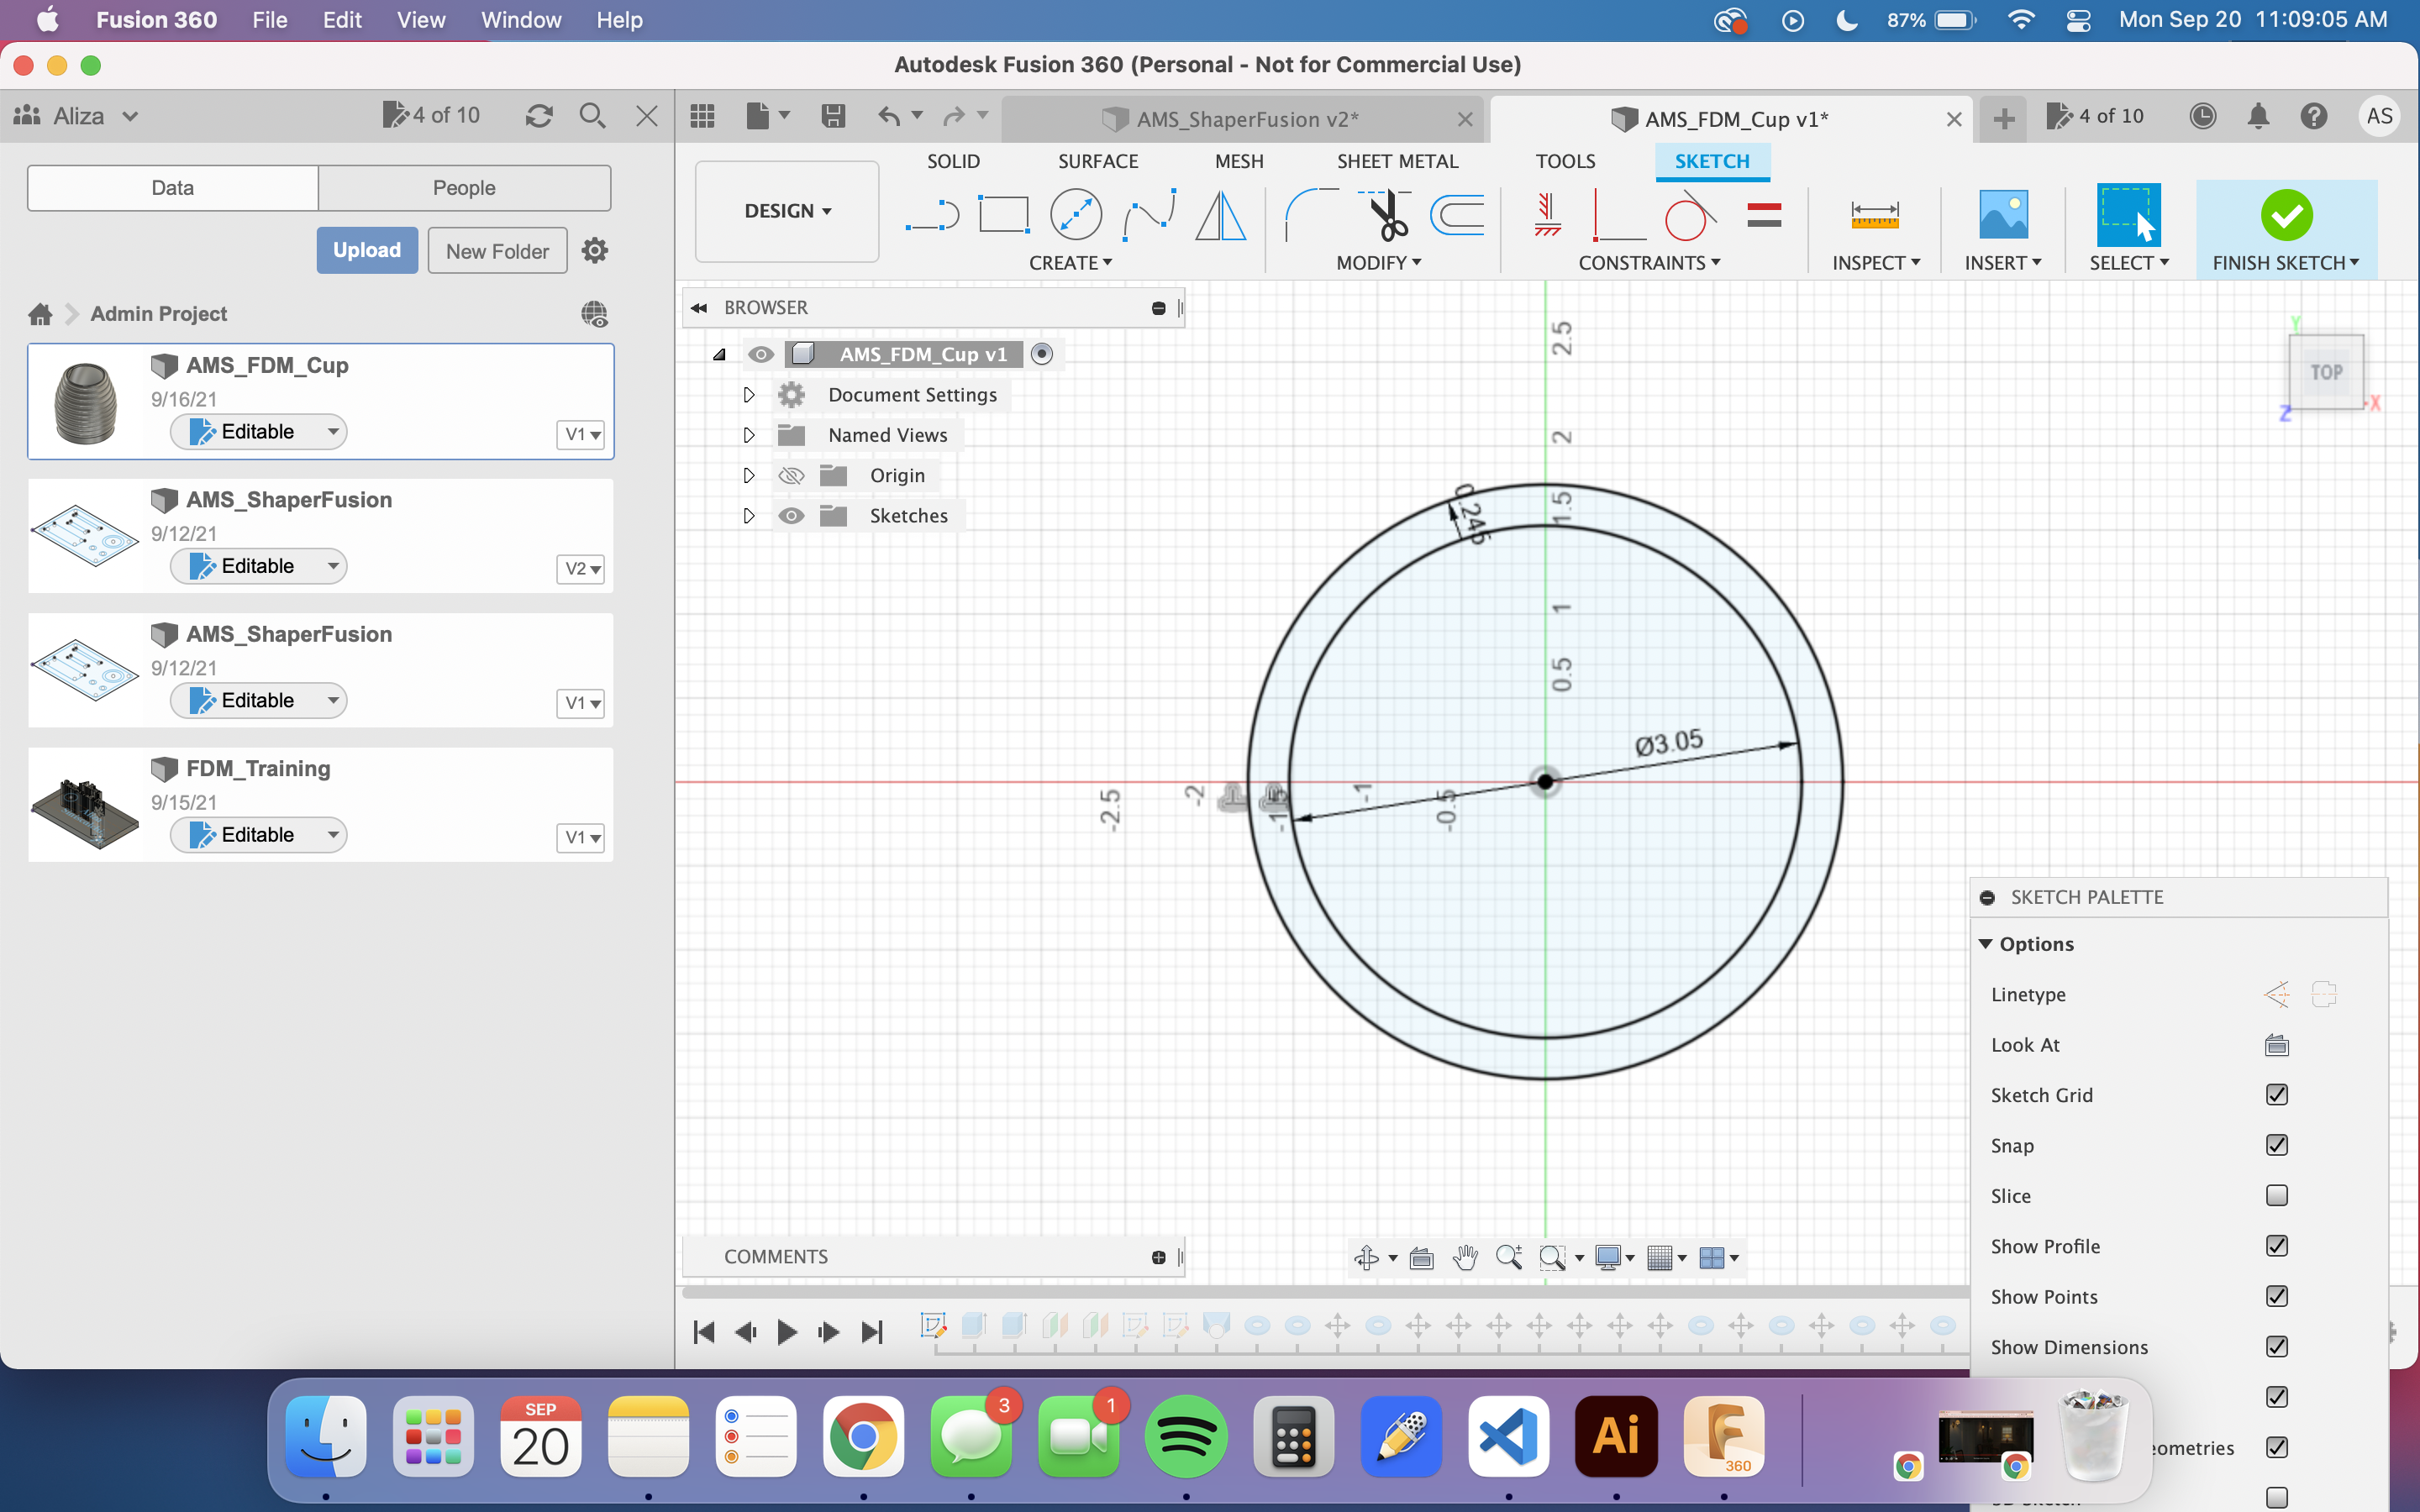 Fusion 360 File Edit View Window Help 87% Mon Sep 20 11:09:05 AM
Autodesk Fusion 360 (Personal - Not for Commercial Use)
Aliza 4 of 10
AMS_ShaperFusion v2* AMS_FDM_Cup v1* 4 of 10 AS
Data People
Upload New Folder
Admin Project
AMS_FDM_Cup
9/16/21
Editable V1
AMS_ShaperFusion
9/12/21
Editable V2
AMS_ShaperFusion
9/12/21
Editable V1
FDM_Training
9/15/21
Editable V1
DESIGN
SOLID SURFACE MESH SHEET METAL TOOLS SKETCH
CREATE MODIFY CONSTRAINTS INSPECT INSERT SELECT FINISH SKETCH
BROWSER
AMS_FDM_Cup v1
Document Settings
Named Views
Origin
Sketches
2.5
2
1.5
1
0.5
0.245
Ø3.05
-2.5
-2
-1
-0.5
Y
TOP
X
Z
SKETCH PALETTE
Options
Linetype
Look At
Sketch Grid
Snap
Slice
Show Profile
Show Points
Show Dimensions
COMMENTS
SEP
20
3
1
Ai
360